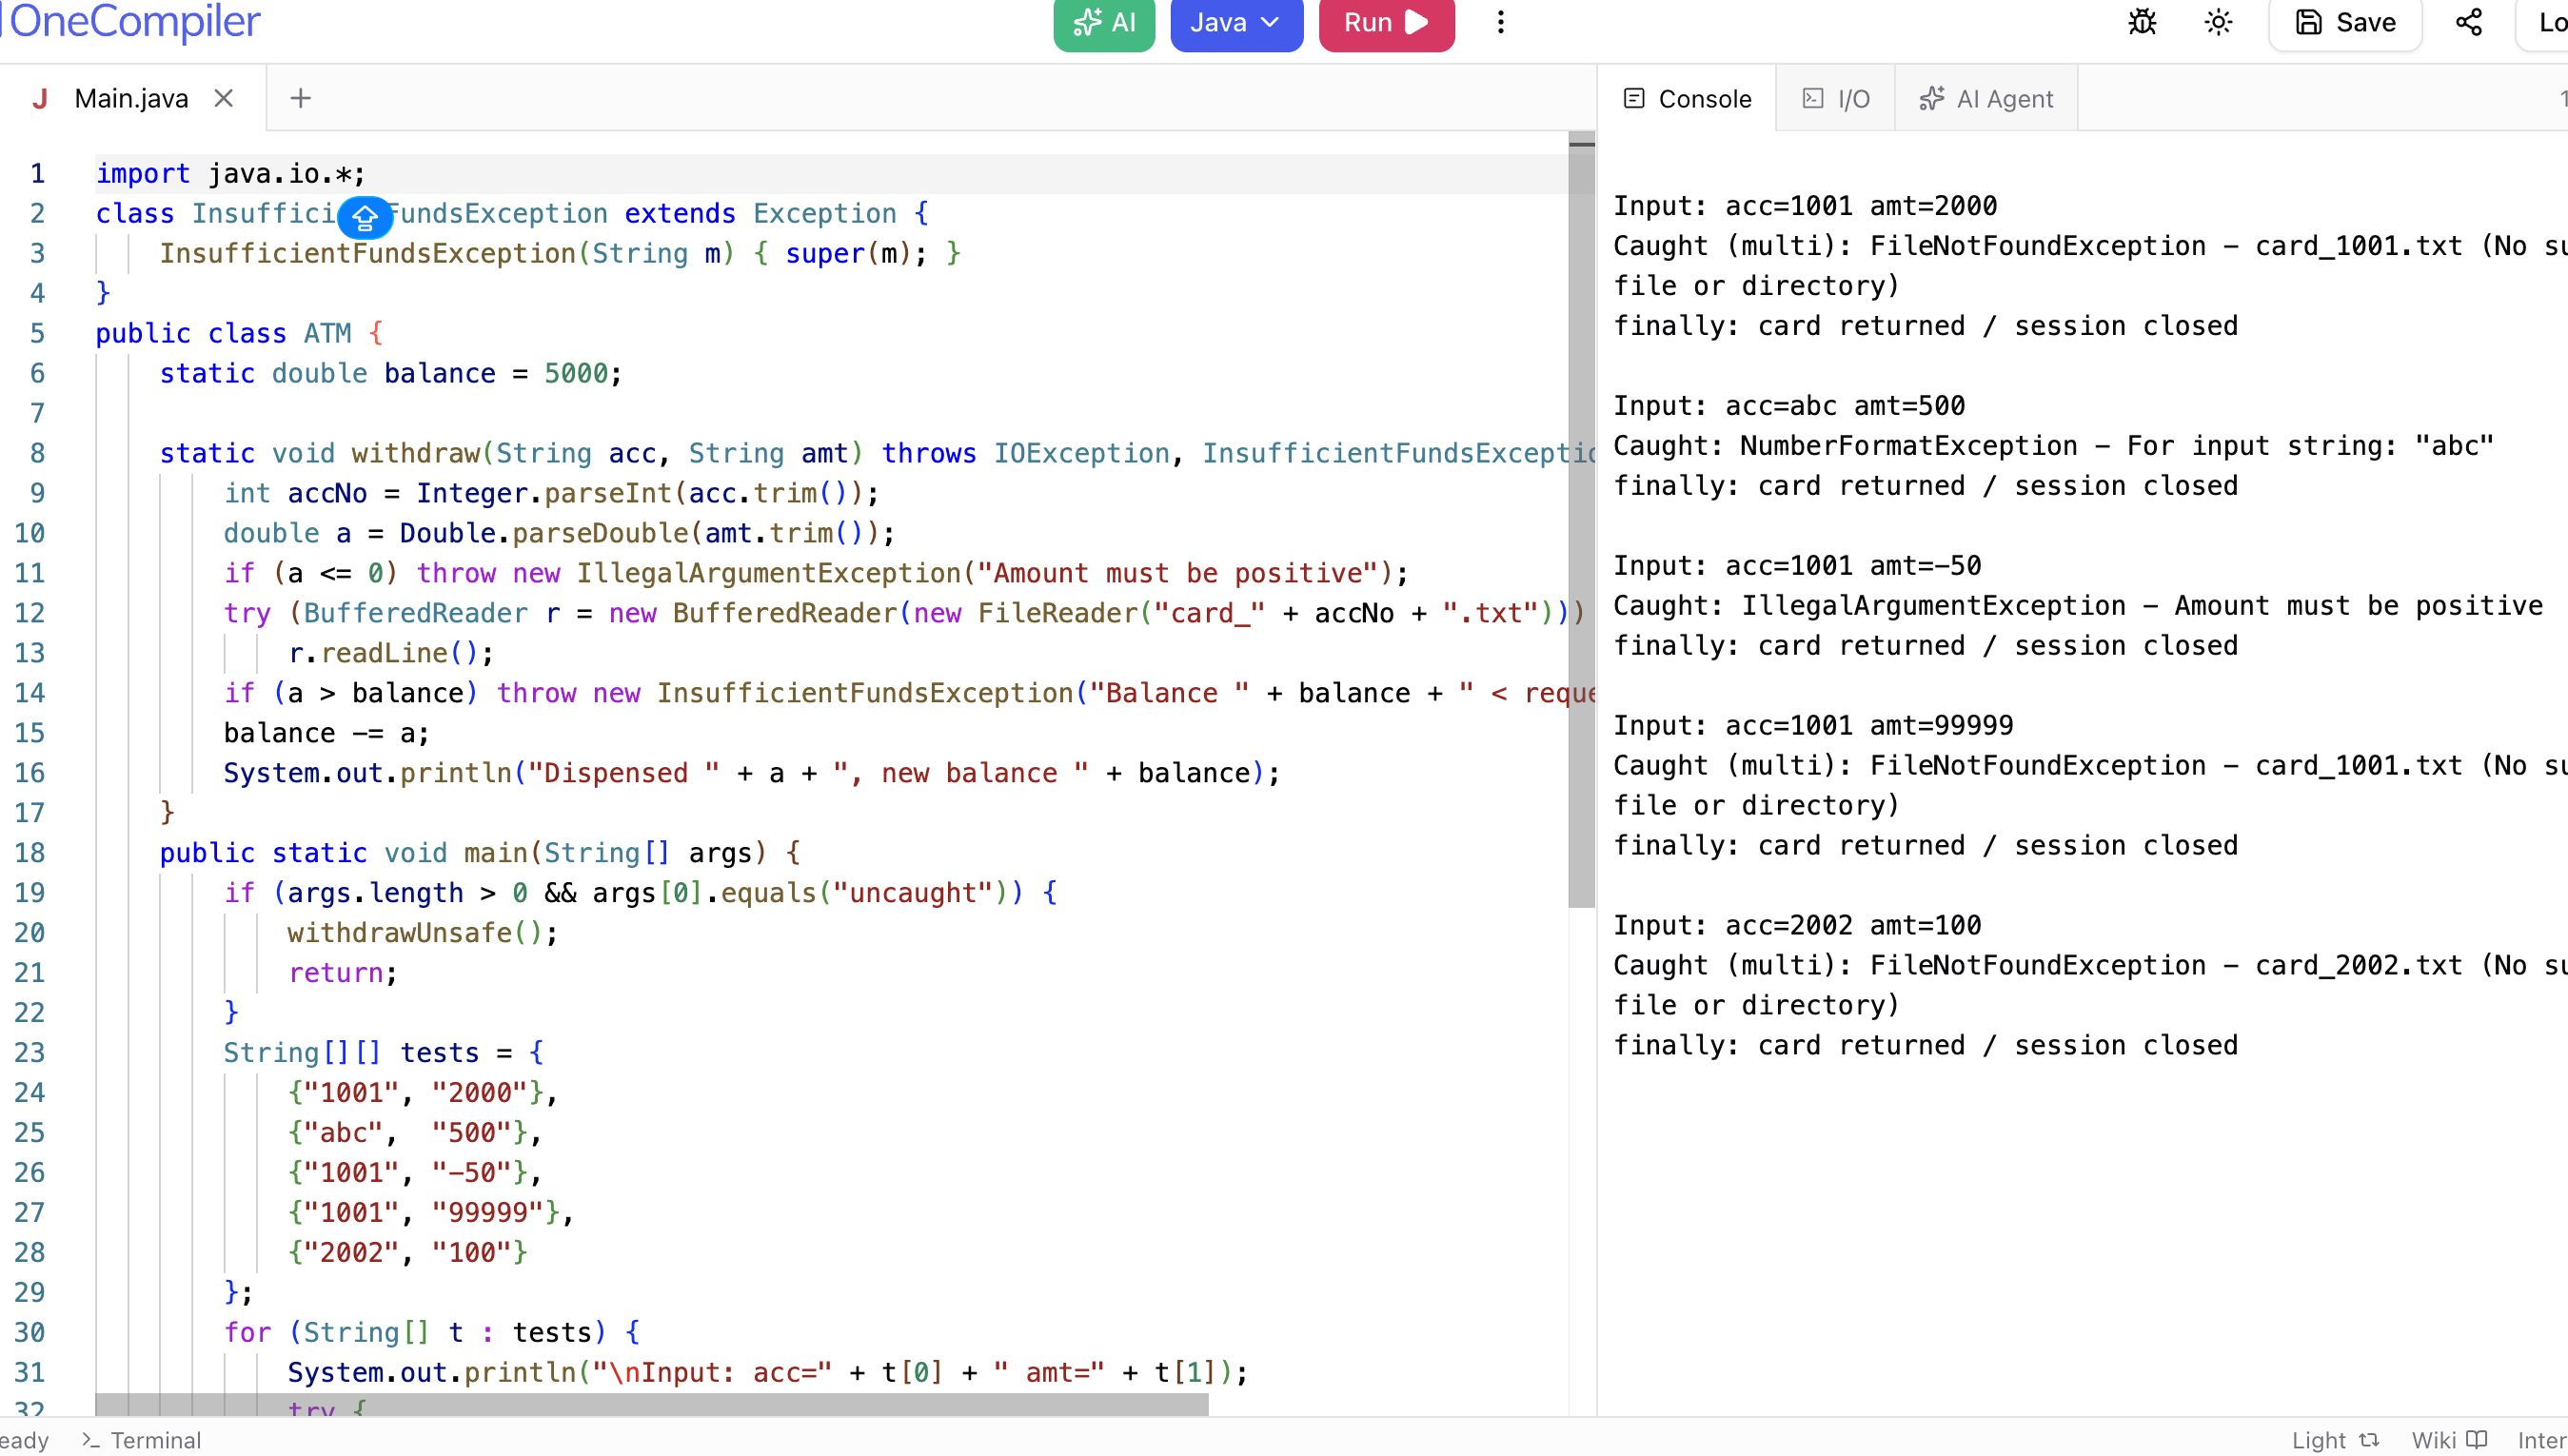 OneCompiler
AI
Java
Run
Save
J Main.java
Console
I/O
AI Agent
1 import java.io.*;
2 class Insuffici FundsException extends Exception {
3 InsufficientFundsException(String m) { super(m); }
4 }
5 public class ATM {
6 static double balance = 5000;
7
8 static void withdraw(String acc, String amt) throws IOException, InsufficientFundsExceptio
9 int accNo = Integer.parseInt(acc.trim());
10 double a = Double.parseDouble(amt.trim());
11 if (a <= 0) throw new IllegalArgumentException("Amount must be positive");
12 try (BufferedReader r = new BufferedReader(new FileReader("card_" + accNo + ".txt")))
13 r.readLine();
14 if (a > balance) throw new InsufficientFundsException("Balance " + balance + " < reque
15 balance -= a;
16 System.out.println("Dispensed " + a + ", new balance " + balance);
17 }
18 public static void main(String[] args) {
19 if (args.length > 0 && args[0].equals("uncaught")) {
20 withdrawUnsafe();
21 return;
22 }
23 String[][] tests = {
24 {"1001", "2000"},
25 {"abc",  "500"},
26 {"1001", "-50"},
27 {"1001", "99999"},
28 {"2002", "100"}
29 };
30 for (String[] t : tests) {
31 System.out.println("\nInput: acc=" + t[0] + " amt=" + t[1]);
32 try {
Input: acc=1001 amt=2000
Caught (multi): FileNotFoundException - card_1001.txt (No su
file or directory)
finally: card returned / session closed
Input: acc=abc amt=500
Caught: NumberFormatException - For input string: "abc"
finally: card returned / session closed
Input: acc=1001 amt=-50
Caught: IllegalArgumentException - Amount must be positive
finally: card returned / session closed
Input: acc=1001 amt=99999
Caught (multi): FileNotFoundException - card_1001.txt (No su
file or directory)
finally: card returned / session closed
Input: acc=2002 amt=100
Caught (multi): FileNotFoundException - card_2002.txt (No su
file or directory)
finally: card returned / session closed
eady
Terminal
Light
Wiki
Inter